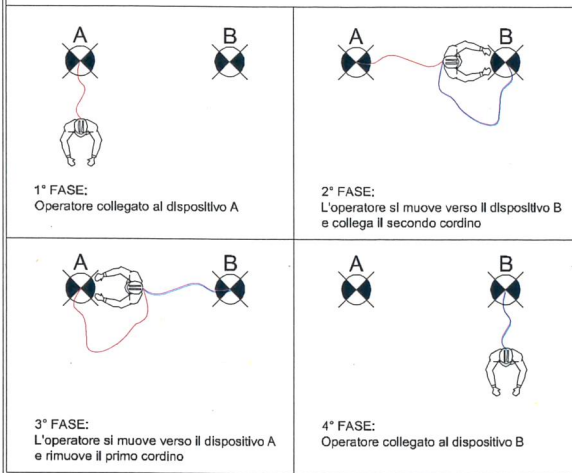 A
B
1° FASE:
Operatore collegato al dispositivo A
A
B
2° FASE:
L'operatore si muove verso il dispositivo B
e collega il secondo cordino
A
B
3° FASE:
L'operatore si muove verso il dispositivo A
e rimuove il primo cordino
A
B
4° FASE:
Operatore collegato al dispositivo B